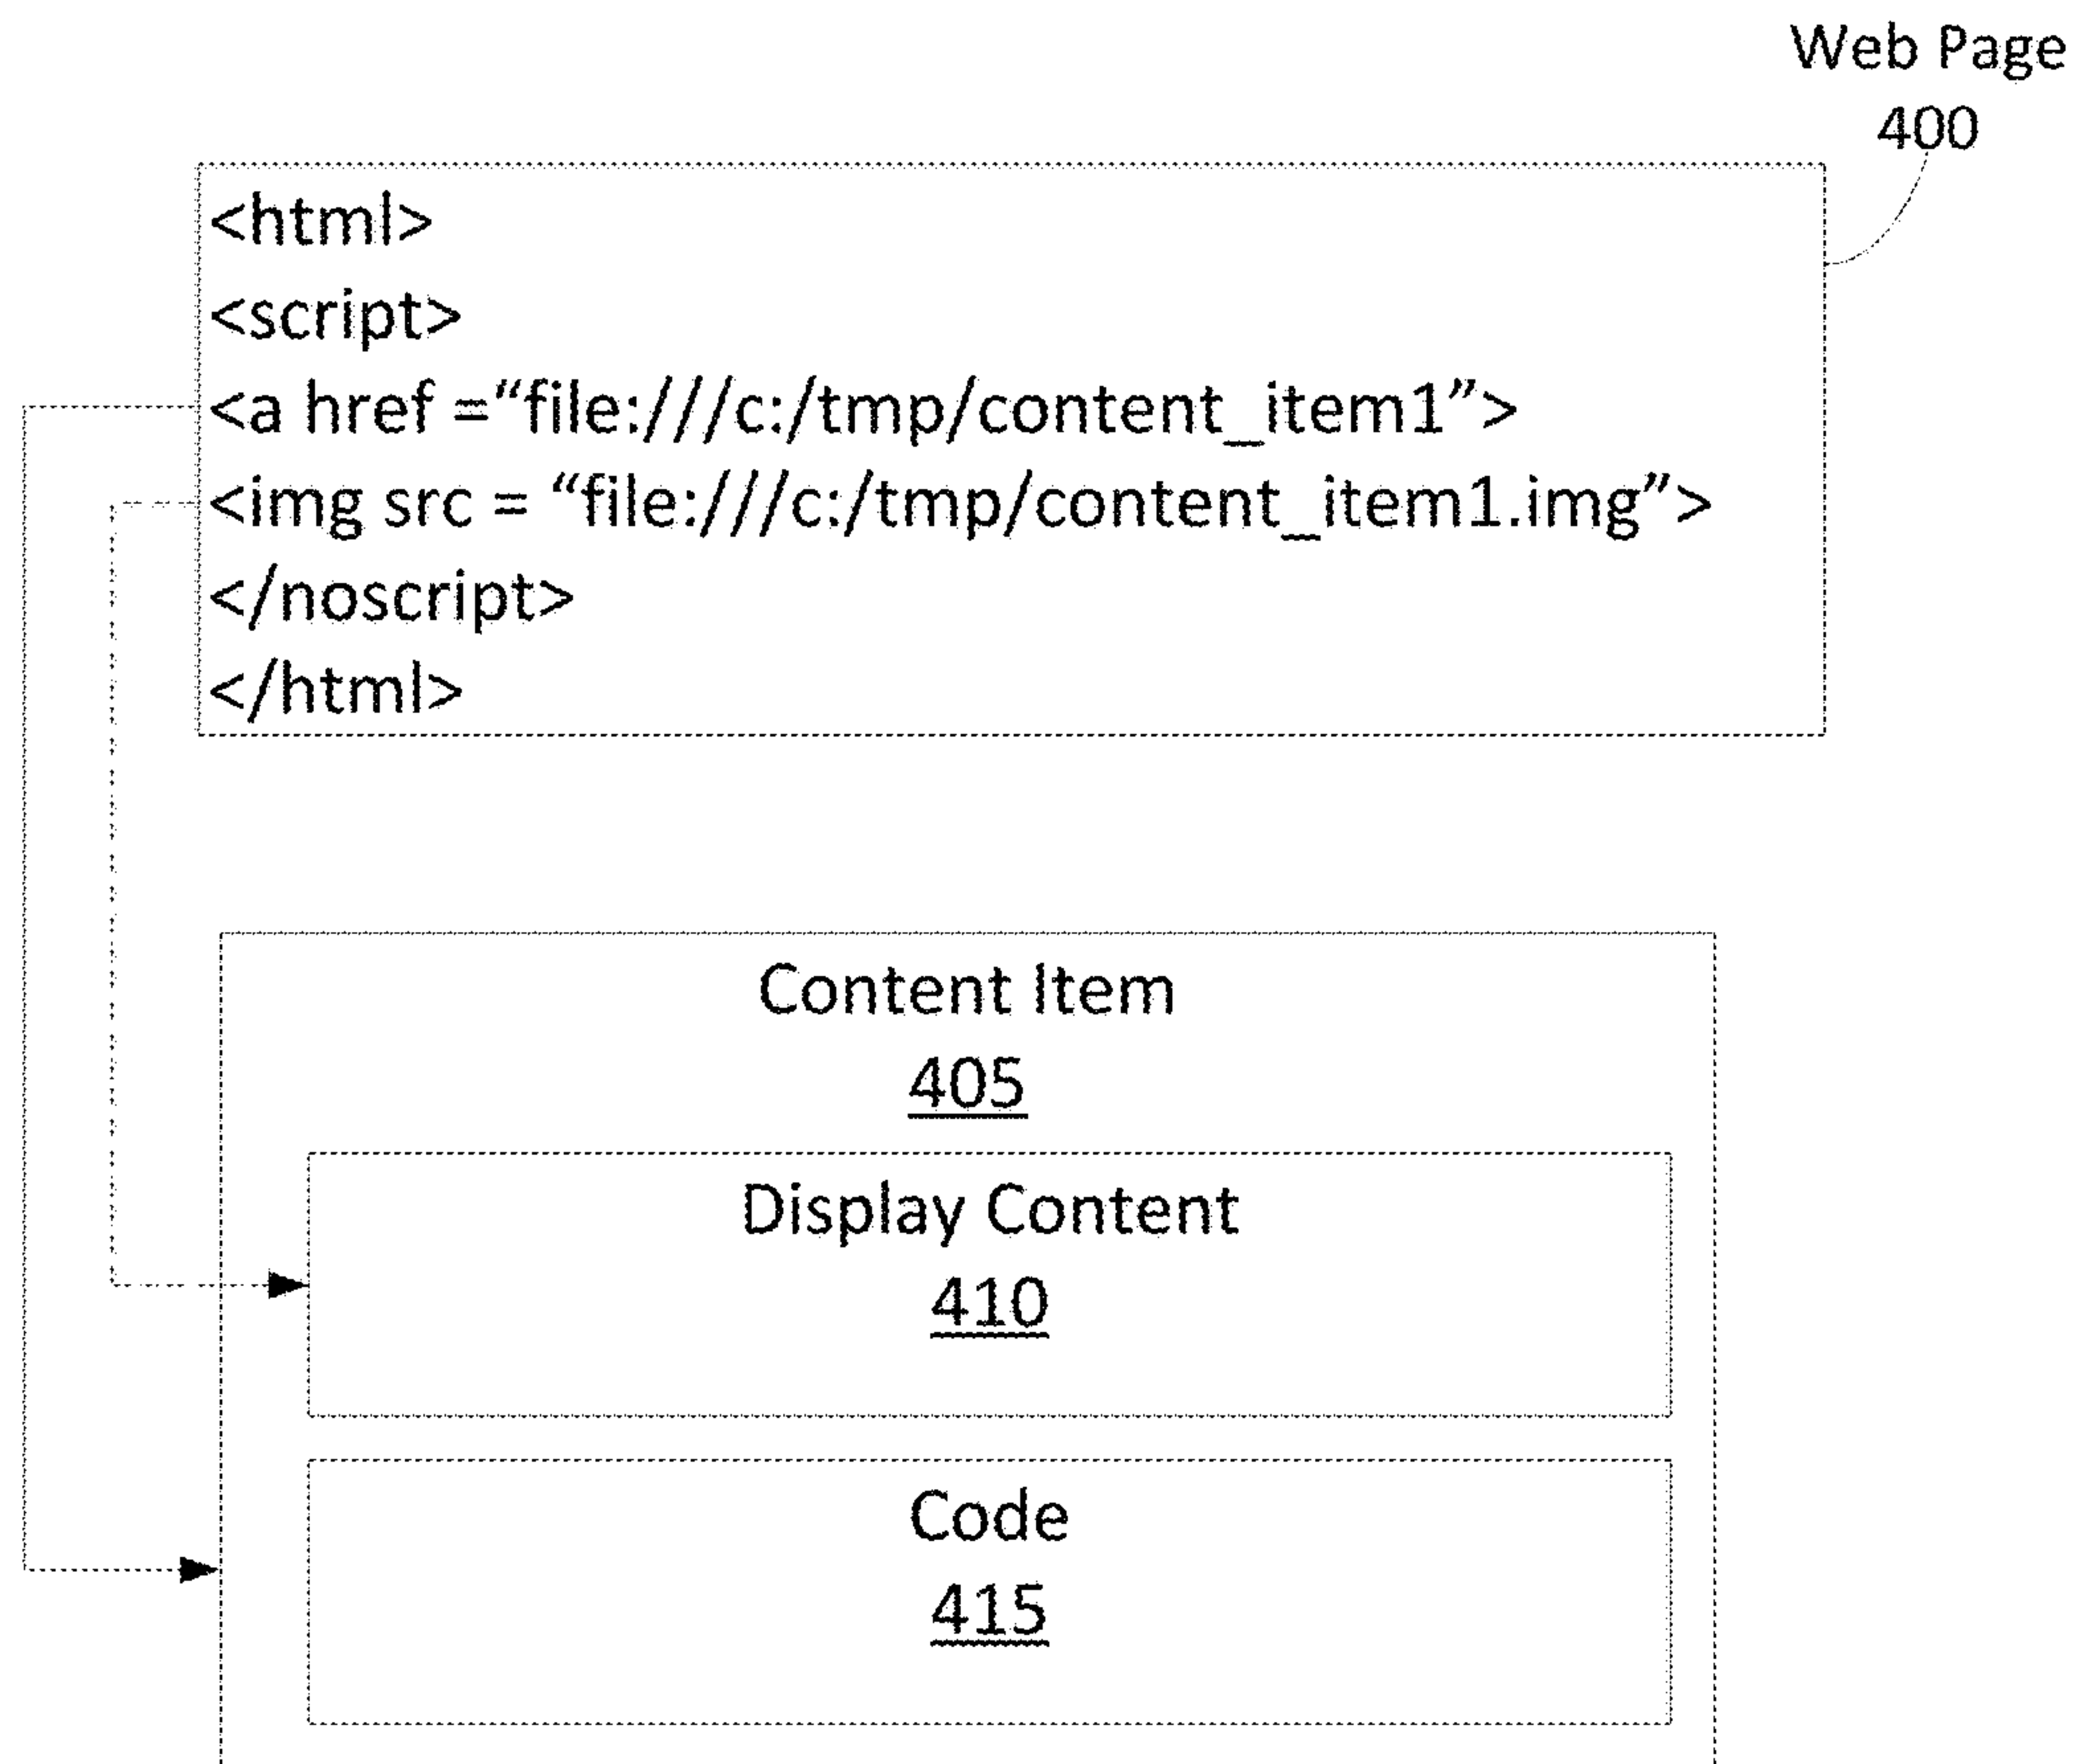 Web Page
400
<html>
<script>
<a href =“file:///c:/tmp/content_item1”>
<img src = “file:///c:/tmp/content_item1.img”>
</noscript>
</html>
Content Item
405
Display Content
410
Code
415